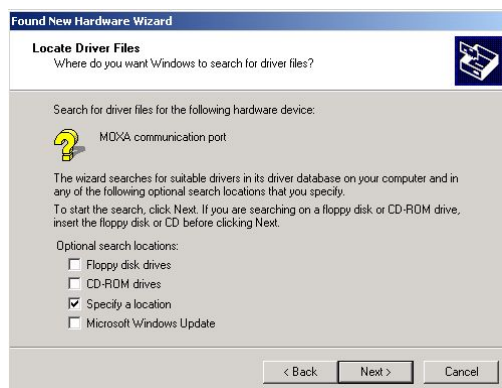 Found New Hardware Wizard
Locate Driver Files
Where do you want Windows to search for driver files?
Search for driver files for the following hardware device:
MOXA communication port
The wizard searches for suitable drivers in its driver database on your computer and in
any of the following optional search locations that you specify.
To start the search, click Next. If you are searching on a floppy disk or CD-ROM drive,
insert the floppy disk or CD before clicking Next.
Optional search locations:
Floppy disk drives
CD-ROM drives
Specify a location
Microsoft Windows Update
< Back Next > Cancel